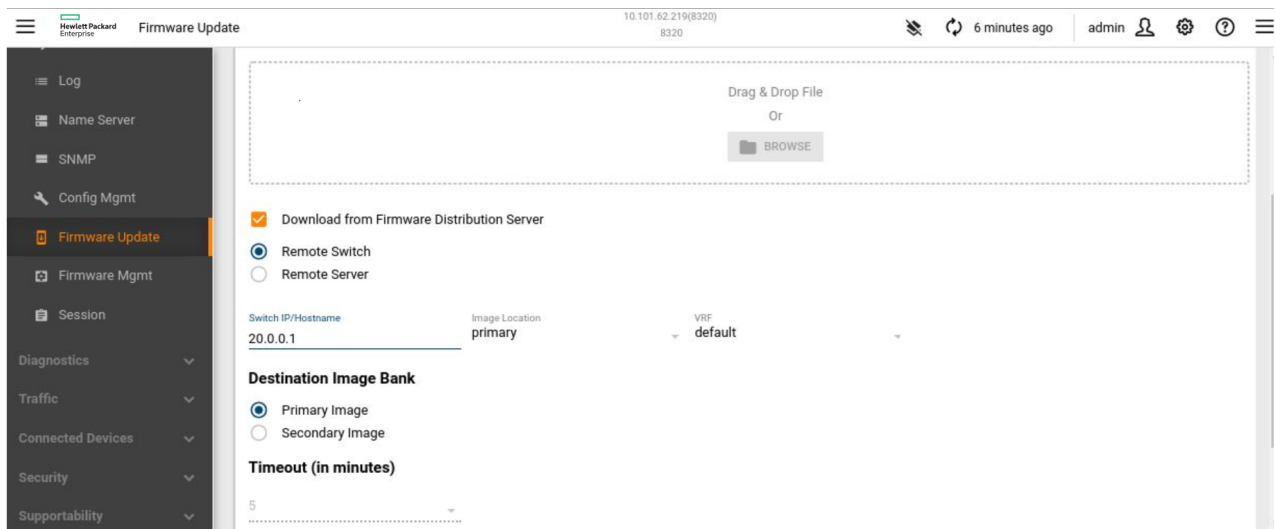 Hewlett Packard
Enterprise
Firmware Update
10.101.62.219(8320)
8320
6 minutes ago
admin
Log
Name Server
SNMP
Config Mgmt
Firmware Update
Firmware Mgmt
Session
Diagnostics
Traffic
Connected Devices
Security
Supportability
Drag & Drop File
Or
BROWSE
Download from Firmware Distribution Server
Remote Switch
Remote Server
Switch IP/Hostname
20.0.0.1
Image Location
primary
VRF
default
Destination Image Bank
Primary Image
Secondary Image
Timeout (in minutes)
5